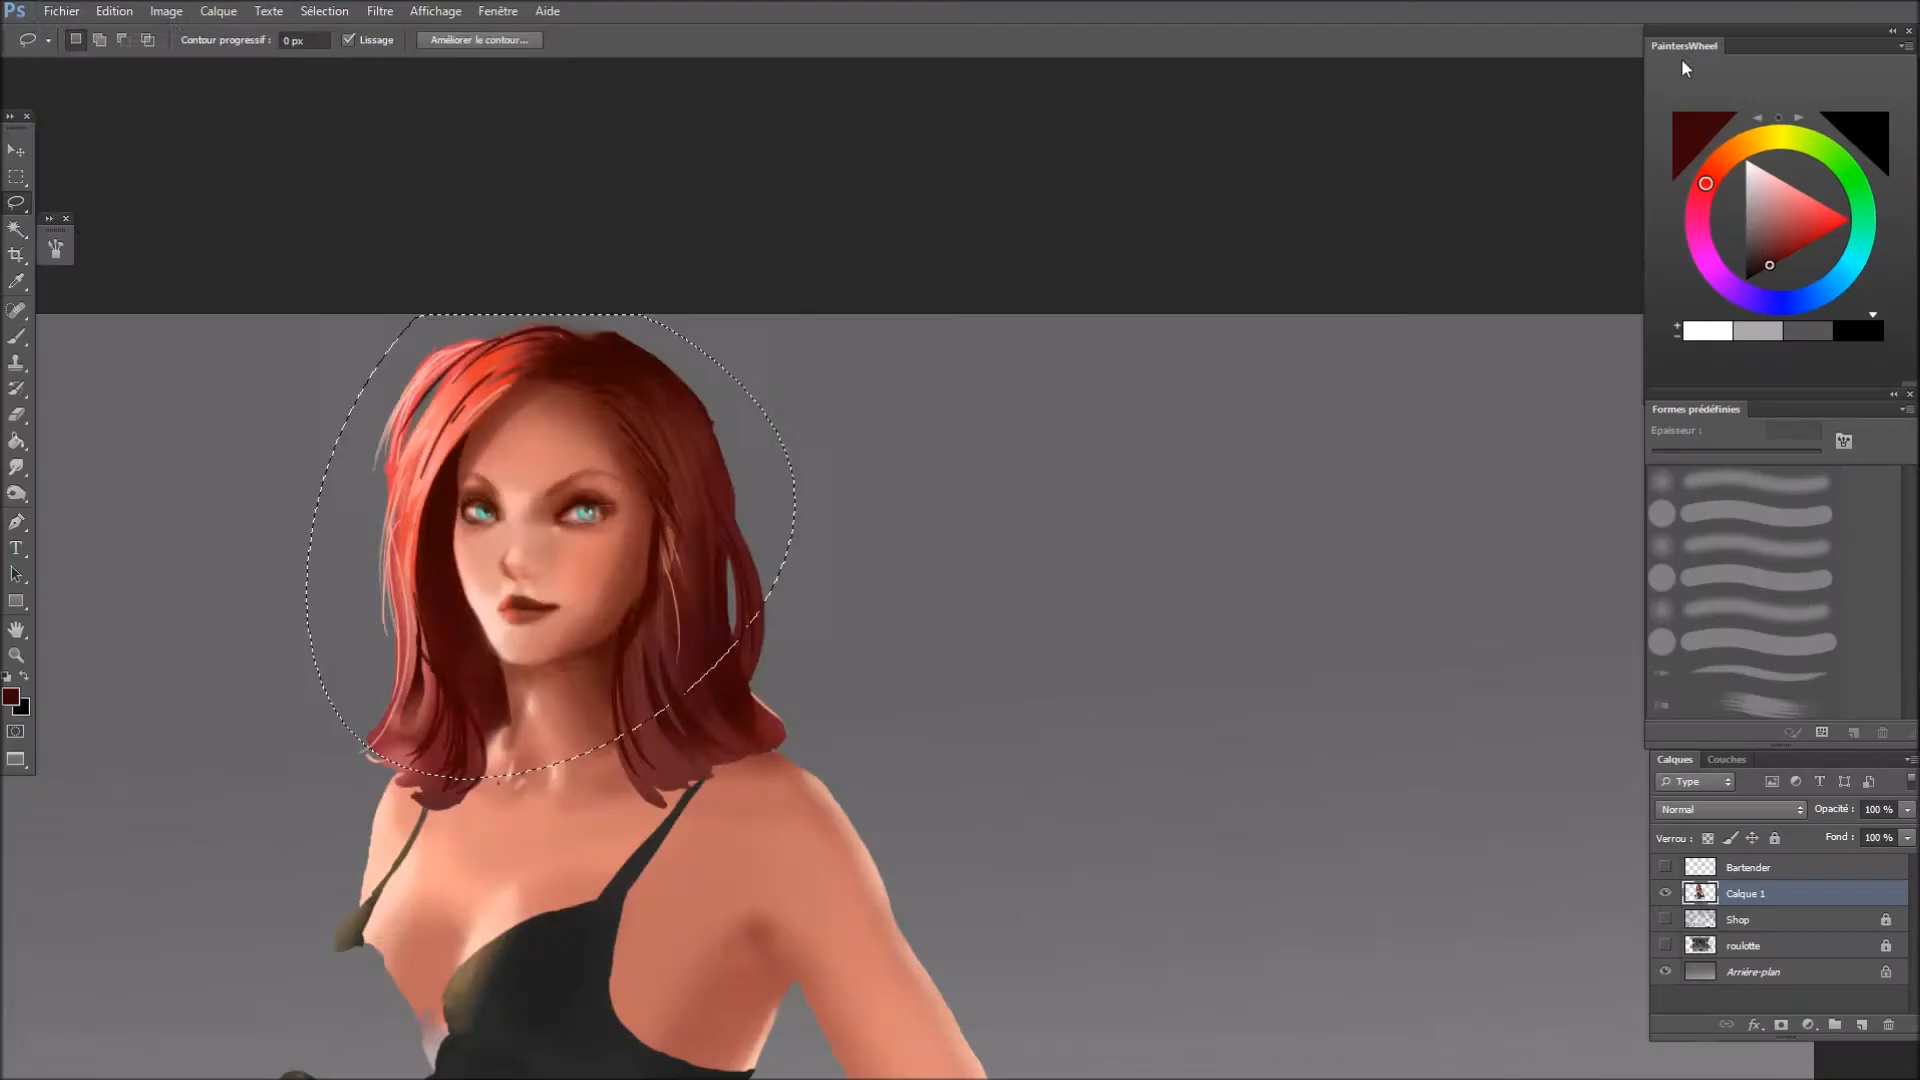 Ps Fichier Edition Image Calque Texte Sélection Filtre Affichage Fenêtre Aide
Contour progressif : 0 px Lissage Améliorer le contour...
PaintersWheel
Formes prédéfinies
Epaisseur :
Calques Couches
Type
Normal Opacité : 100 %
Verrou : Fond : 100 %
Bartender
Calque 1
Shop
roulotte
Arrière-plan
fx